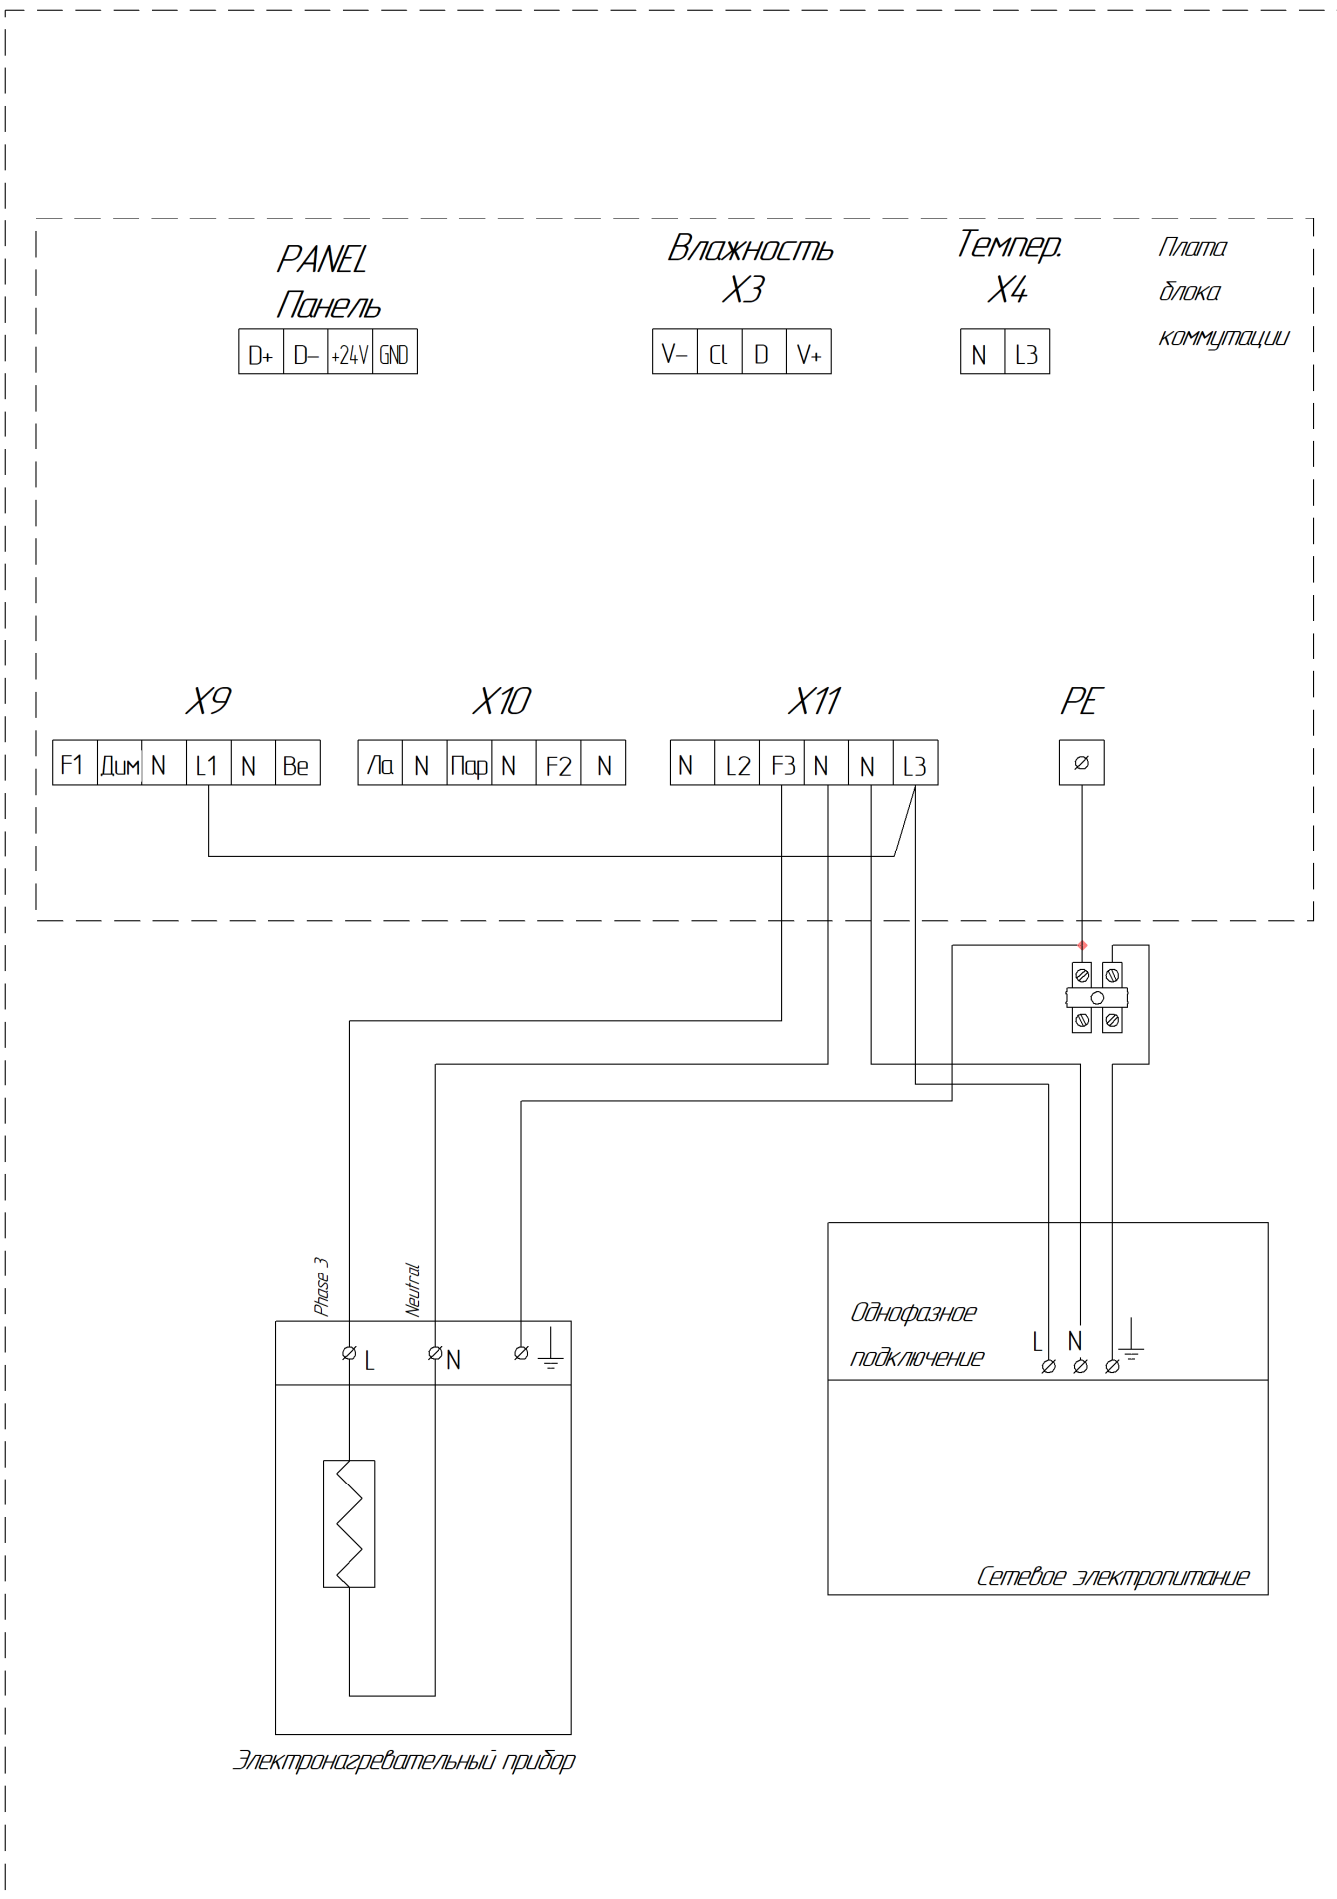 PANEL
Панель
D+ D- +24V GND
Влажность
X3
V- Cl D V+
Темпер.
X4
N L3
Плата
блока
коммутации
X9
F1 Дим N L1 N Ве
X10
Ла N Пар N F2 N
X11
N L2 F3 N N L3
PE
Phase 3
Neutral
L N
Электронагревательный прибор
Однофазное
подключение
L N
Сетевое электропитание